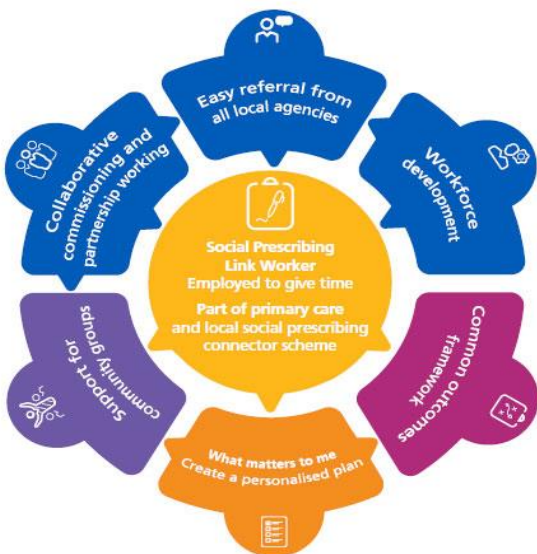 Easy referral from
all local agencies
Workforce
development
Common outcomes
framework
What matters to me
Create a personalised plan
Support for
community groups
Collaborative
commissioning and
partnership working
Social Prescribing
Link Worker
Employed to give time
Part of primary care
and local social prescribing
connector scheme